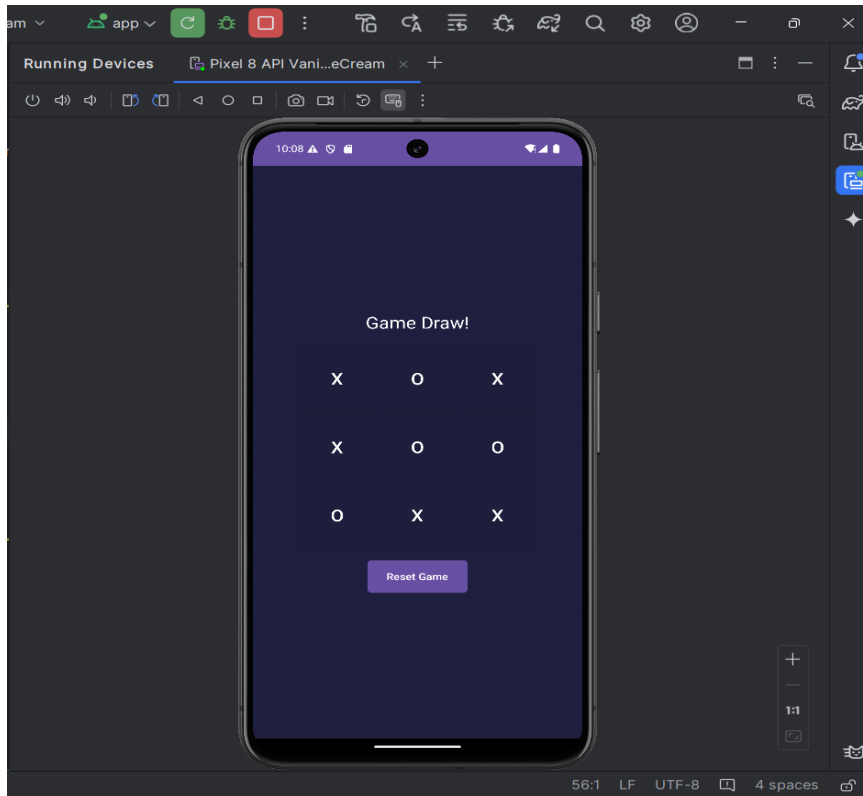 am app
Running Devices Pixel 8 API Vani...eCream
10:08
Game Draw!
X O X
X O O
O X X
Reset Game
1:1
56:1 LF UTF-8 4 spaces